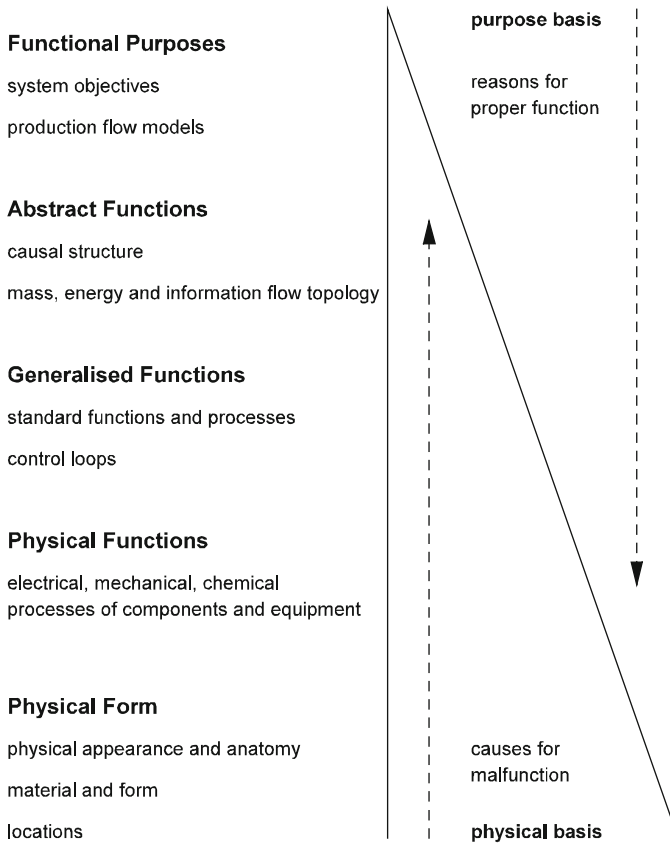 Functional Purposes
system objectives
production flow models
Abstract Functions
causal structure
mass, energy and information flow topology
Generalised Functions
standard functions and processes
control loops
Physical Functions
electrical, mechanical, chemical
processes of components and equipment
Physical Form
physical appearance and anatomy
material and form
locations
purpose basis
reasons for
proper function
causes for
malfunction
physical basis